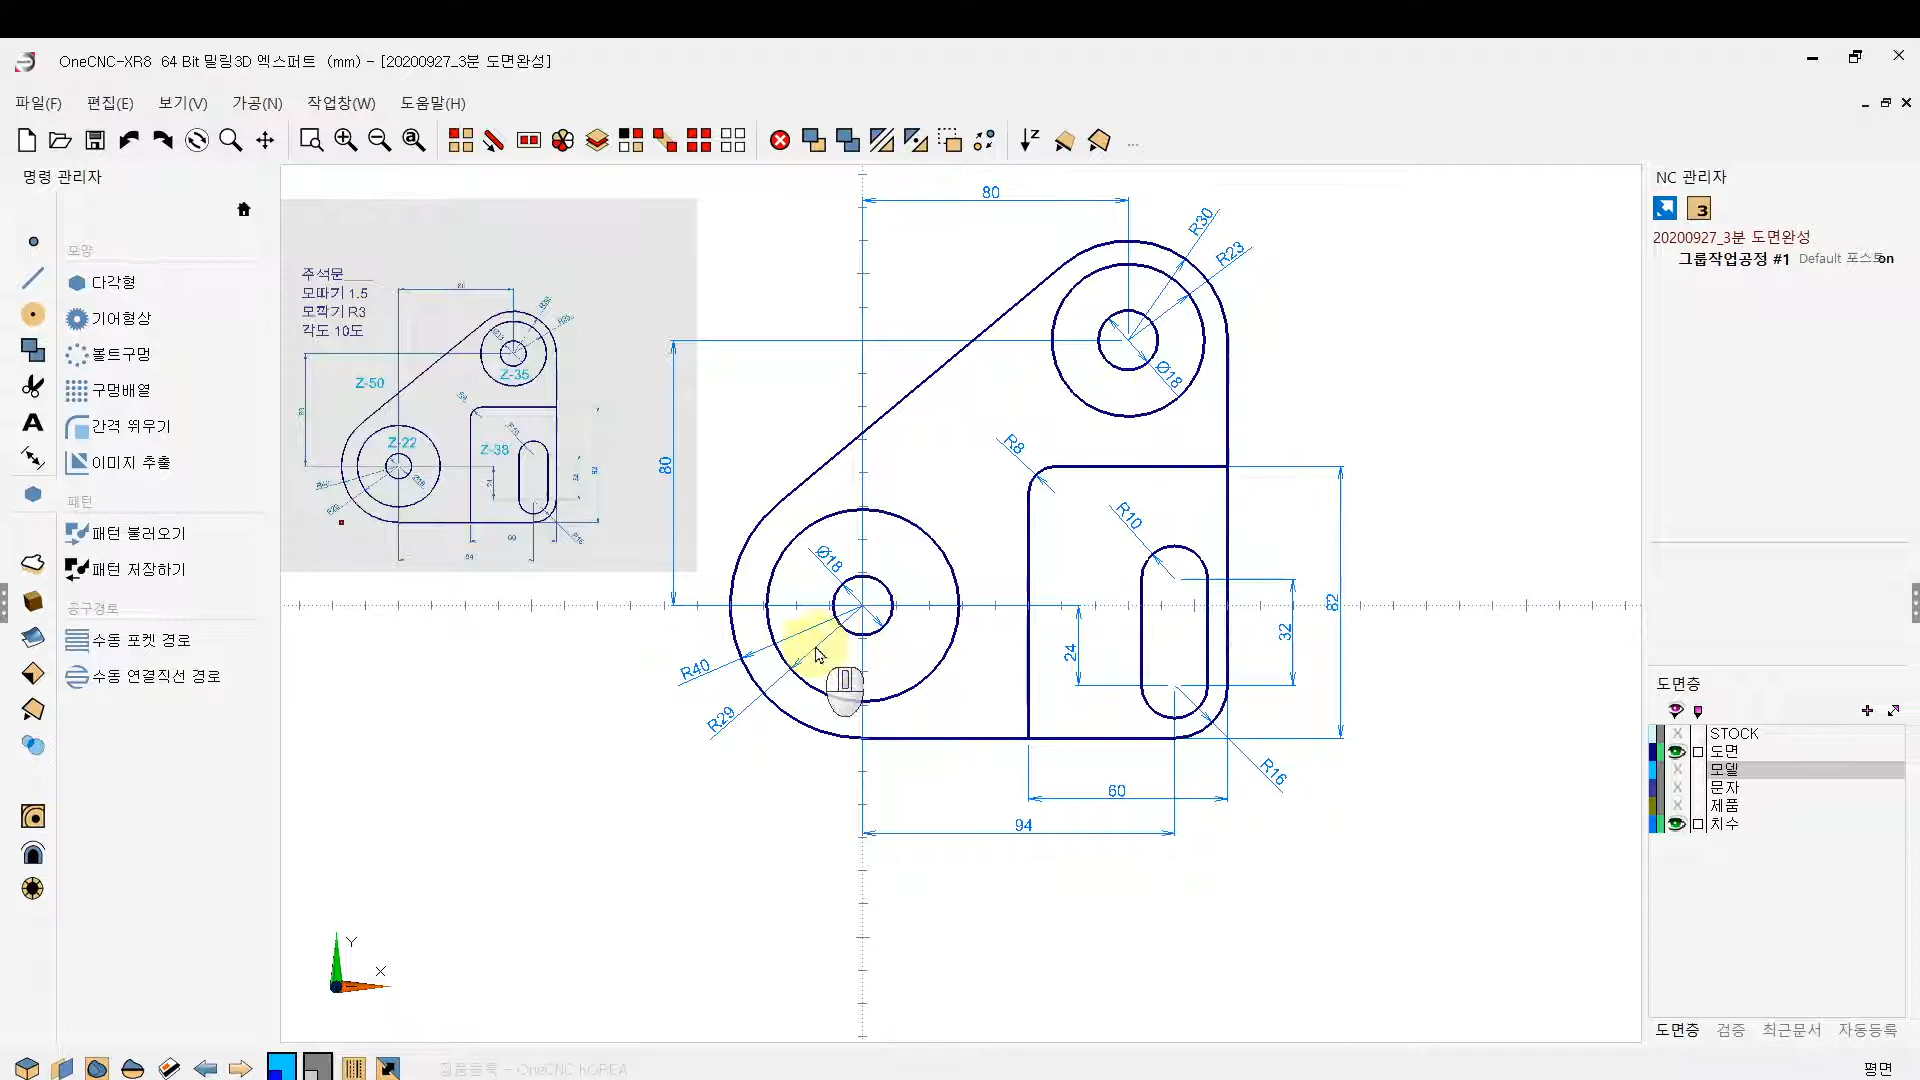 OneCNC-XR8 64 Bit 밀링3D 엑스퍼트 (mm) - [20200927_3분 도면완성]
파일(F) 편집(E) 보기(V) 가공(N) 작업창(W) 도움말(H)
명령 관리자
모양
다각형
기어형상
볼트구멍
구멍배열
간격 뛰우기
이미지 추출
패턴
패턴 불러오기
패턴 저장하기
공구경로
수동 포켓 경로
수동 연결직선 경로
주석문
모따기 1.5
모깍기 R3
각도 10도
Z-50
Z-35
Z-22
Z-38
80
R30
R23
Ø18
80
R8
R10
Ø18
82
32
24
R40
R29
R16
60
94
Y
X
NC 관리자
3
20200927_3분 도면완성
그룹작업공정 #1 Default 포스트 on
도면층
STOCK
도면
모델
문자
제품
치수
도면층 검증 최근문서 자동등록
평면